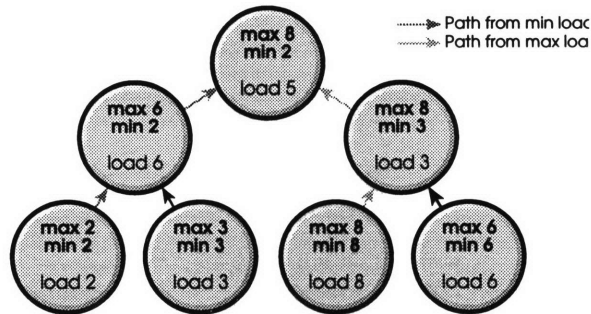 Path from min load
Path from max loa
max 8
min 2
load 5
max 6
min 2
load 6
max 8
min 3
load 3
max 2
min 2
load 2
max 3
min 3
load 3
max 8
min 8
load 8
max 6
min 6
load 6